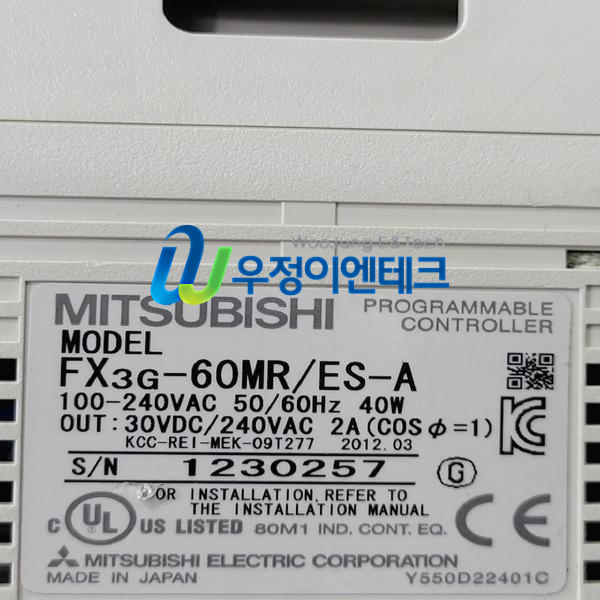 Woojung E&Tech
우정이엔테크
MITSUBISHI PROGRAMMABLE CONTROLLER
MODEL
FX3G-60MR/ES-A
100-240VAC 50/60Hz 40W
OUT:30VDC/240VAC 2A(COSφ=1)
KCC-REI-MEK-09T277 2012.03
S/N 1230257 G
FOR INSTALLATION,REFER TO
THE INSTALLATION MANUAL
C UL US LISTED 80M1 IND. CONT. EQ. CE
MITSUBISHI ELECTRIC CORPORATION
MADE IN JAPAN Y550D22401C